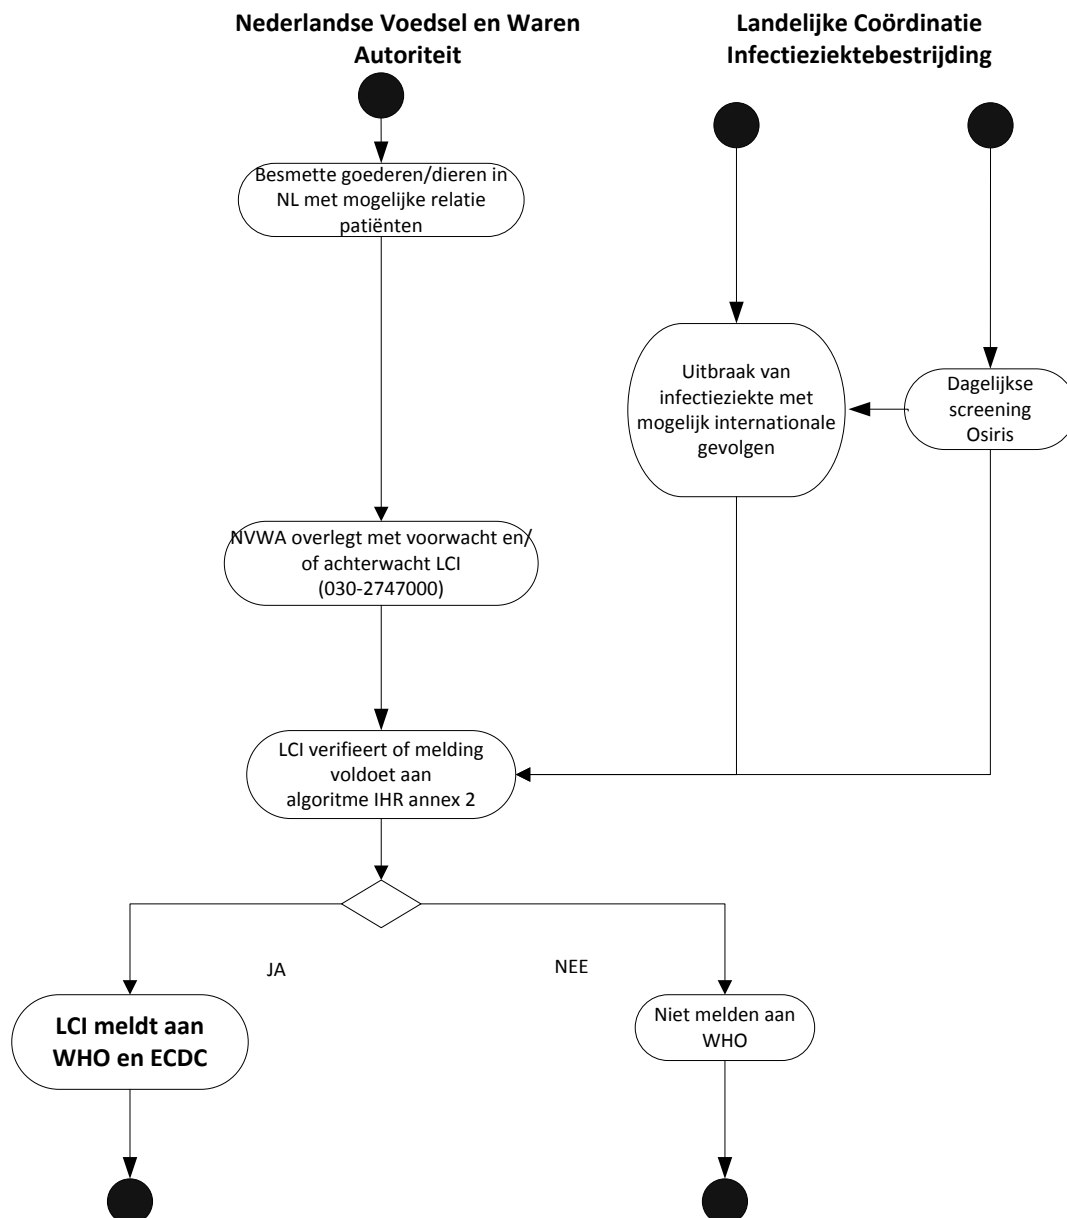 Nederlandse Voedsel en Waren
Autoriteit
Landelijke Coördinatie
Infectieziektebestrijding
Besmette goederen/dieren in
NL met mogelijke relatie
patiënten
Uitbraak van
infectieziekte met
mogelijk internationale
gevolgen
Dagelijkse
screening
Osiris
NVWA overlegt met voorwacht en/
of achterwacht LCI
(030-2747000)
LCI verifieert of melding
voldoet aan
algoritme IHR annex 2
JA
NEE
LCI meldt aan
WHO en ECDC
Niet melden aan
WHO